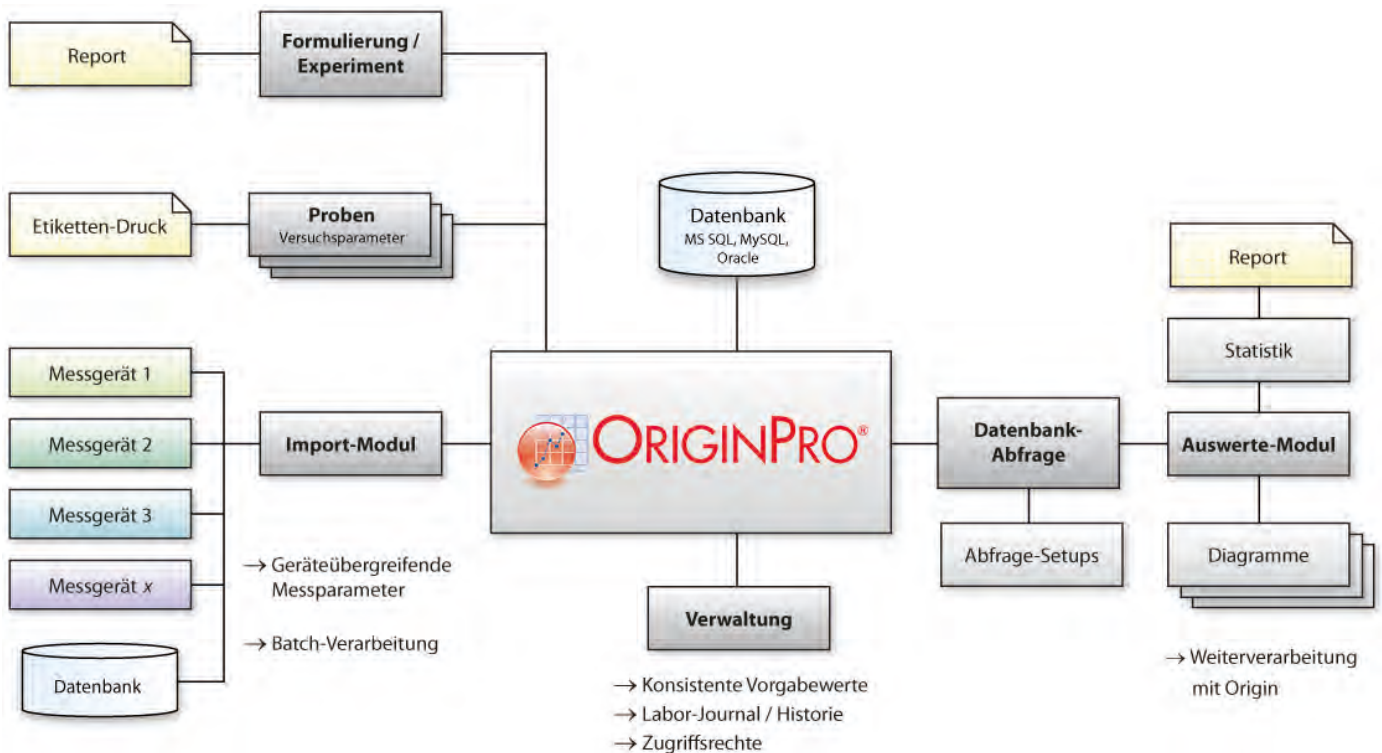 Report
Formulierung /
Experiment
Etiketten-Druck
Proben
Versuchsparameter
Datenbank
MS SQL, MySQL,
Oracle
Messgerät 1
Messgerät 2
Messgerät 3
Messgerät x
Datenbank
Import-Modul
→ Geräteübergreifende
Messparameter
→ Batch-Verarbeitung
ORIGINPRO®
Verwaltung
→ Konsistente Vorgabewerte
→ Labor-Journal / Historie
→ Zugriffsrechte
Datenbank-
Abfrage
Abfrage-Setups
Report
Statistik
Auswerte-Modul
Diagramme
→ Weiterverarbeitung
mit Origin